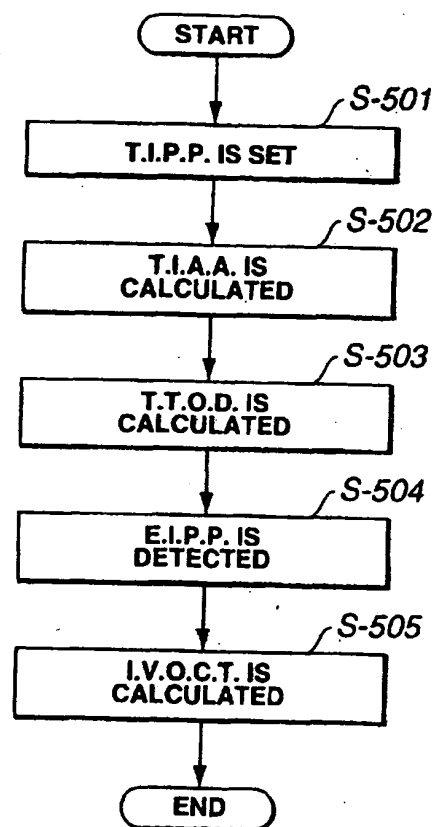 START
S-501
T.I.P.P. IS SET
S-502
T.I.A.A. IS
CALCULATED
S-503
T.T.O.D. IS
CALCULATED
S-504
E.I.P.P. IS
DETECTED
S-505
I.V.O.C.T. IS
CALCULATED
END